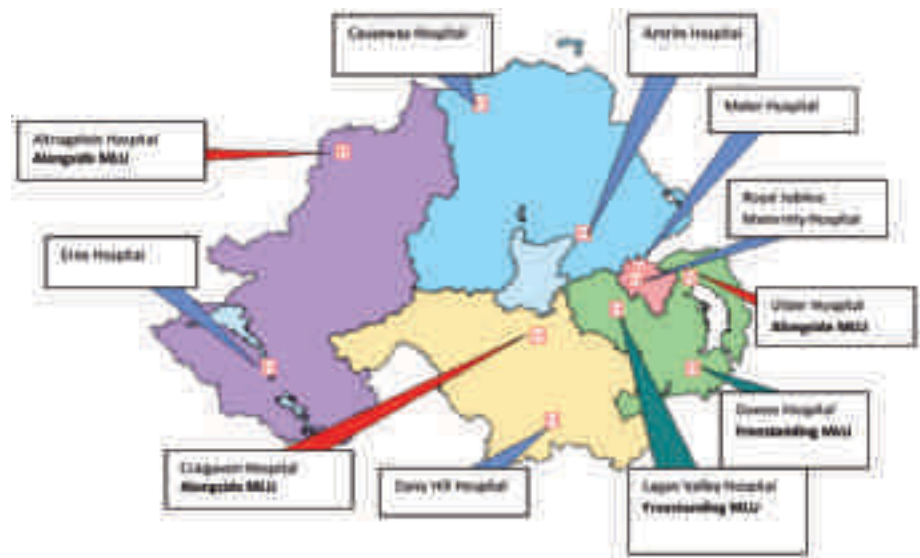 Causeway Hospital
Antrim Hospital
Mater Hospital
Altnagelvin Hospital
Alongside MLU
Royal Jubilee
Maternity Hospital
Erne Hospital
Ulster Hospital
Alongside MLU
Downe Hospital
Freestanding MLU
Craigavon Hospital
Alongside MLU
Daisy Hill Hospital
Lagan Valley Hospital
Freestanding MLU